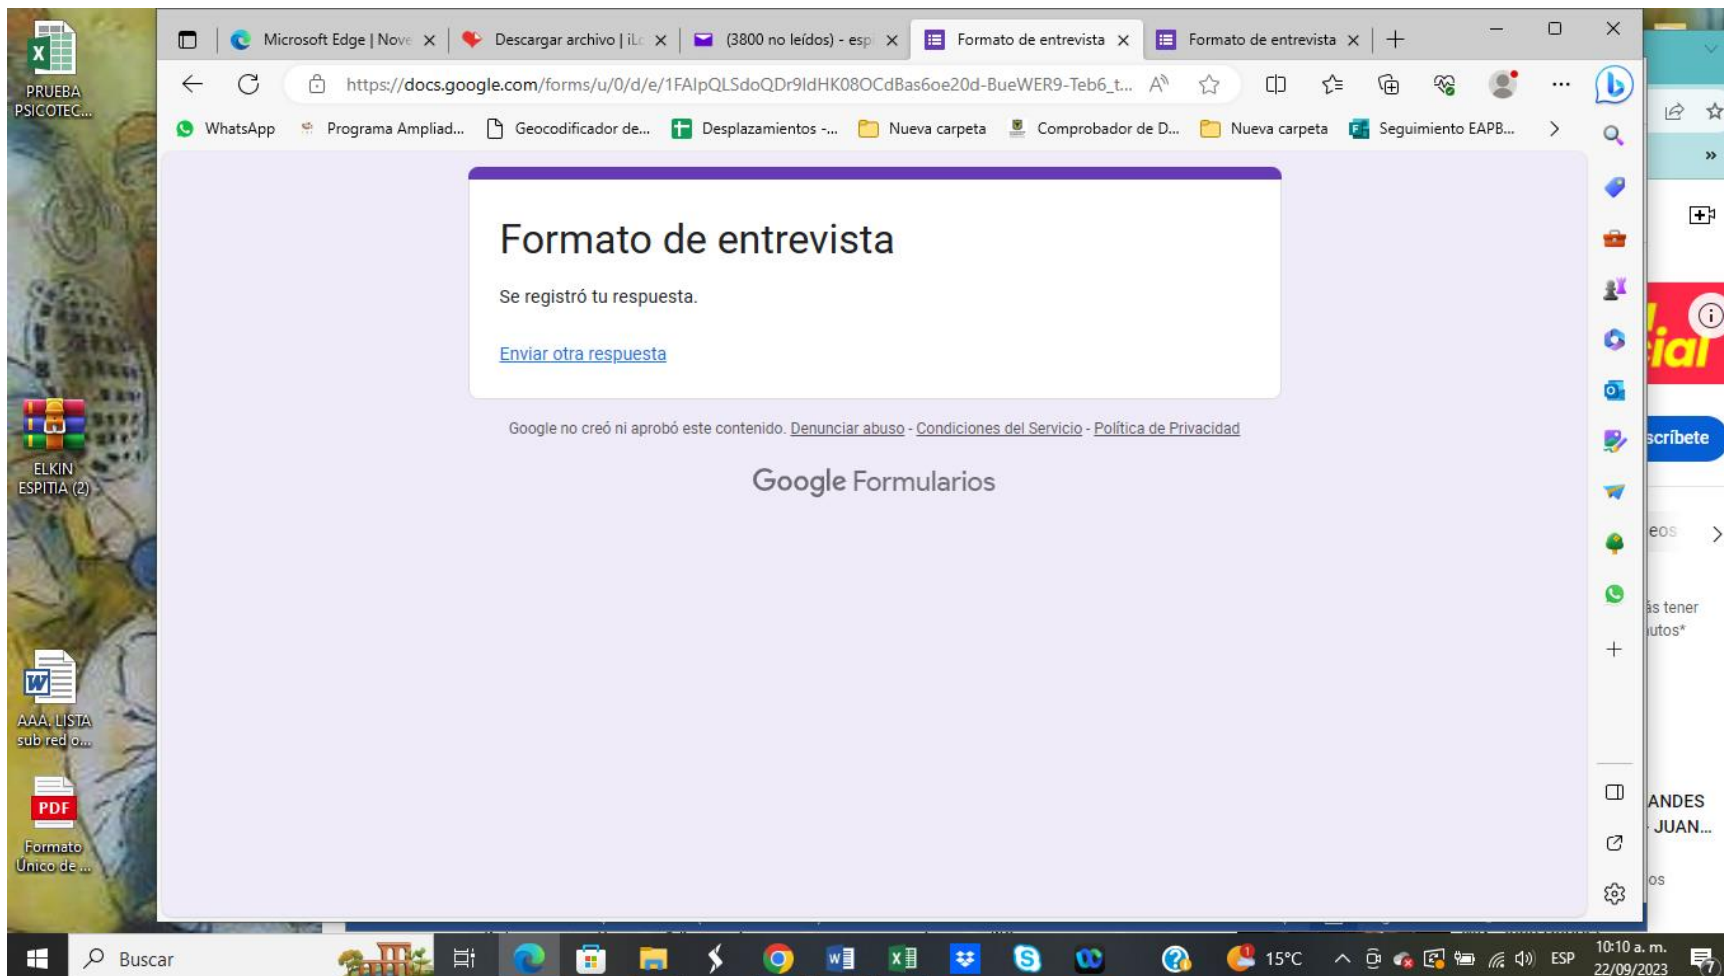 PRUEBA
PSICOTEC...
ELKIN
ESPITIA (2)
AAA. LISTA
sub red o...
PDF
Formato
Único de ...
Microsoft Edge | Nove
Descargar archivo | iLo
(3800 no leídos) - esp
Formato de entrevista
Formato de entrevista
https://docs.google.com/forms/u/0/d/e/1FAIpQLSdoQDr9IdHK08OCdBas6oe20d-BueWER9-Teb6_t...
WhatsApp
Programa Ampliad...
Geocodificador de...
Desplazamientos -...
Nueva carpeta
Comprobador de D...
Nueva carpeta
Seguimiento EAPB...
Formato de entrevista
Se registró tu respuesta.
Enviar otra respuesta
Google no creó ni aprobó este contenido. Denunciar abuso - Condiciones del Servicio - Política de Privacidad
Google Formularios
ial
scríbete
eos
ás tener
utos*
ANDES
- JUAN...
os
Buscar
15°C
ESP
10:10 a. m.
22/09/2023
7